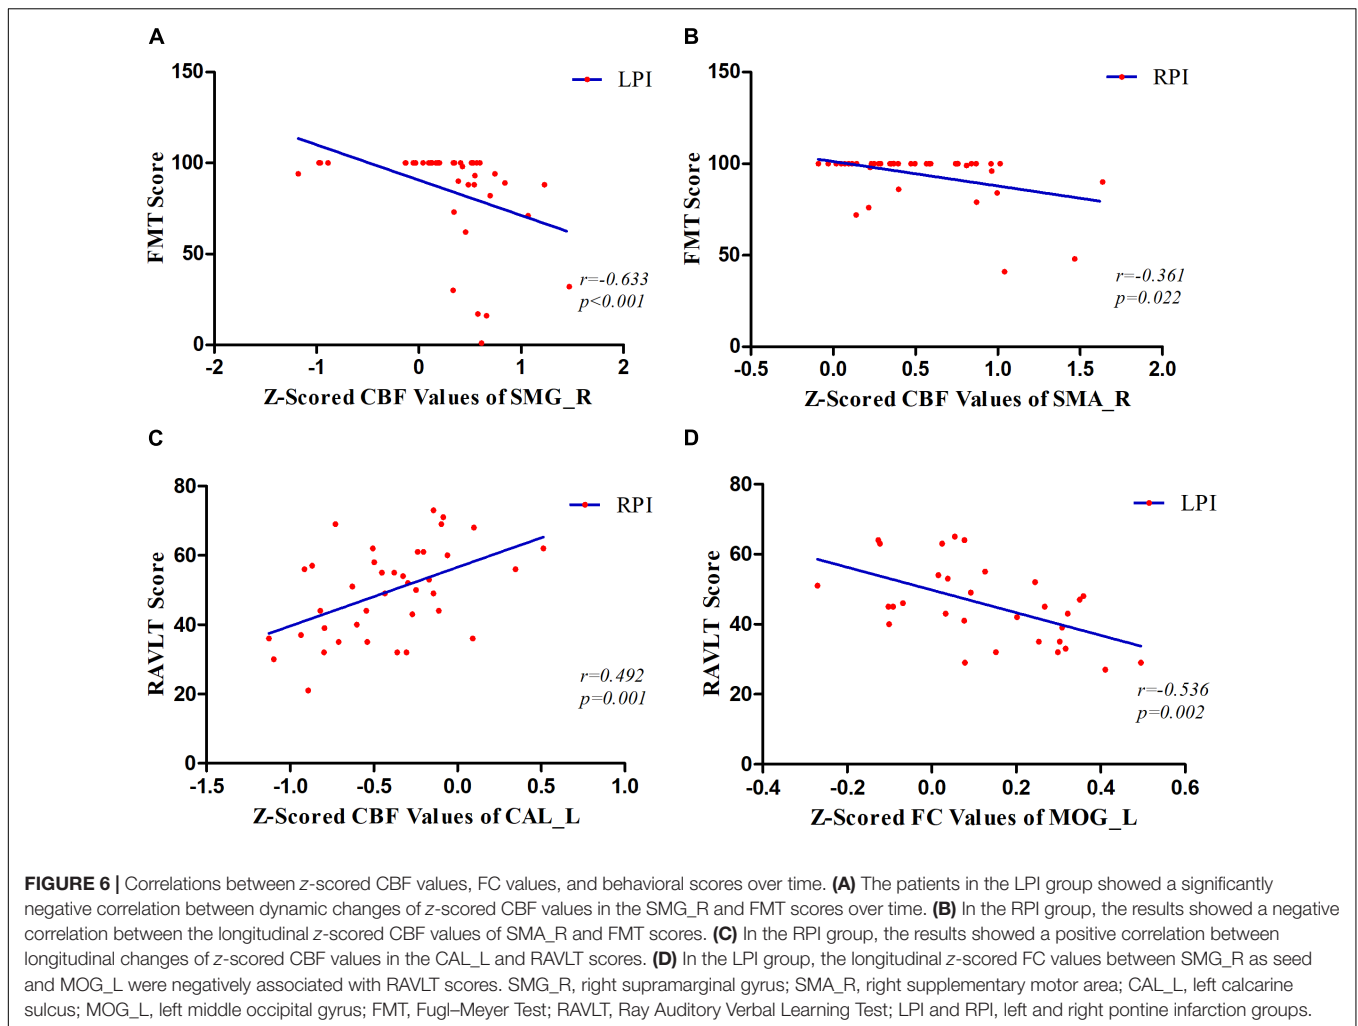 A
150
100
50
0
-2
-1
0
1
2
FMT Score
Z-Scored CBF Values of SMG_R
LPI
r=-0.633
p<0.001
B
150
100
50
0
-0.5
0.0
0.5
1.0
1.5
2.0
FMT Score
Z-Scored CBF Values of SMA_R
RPI
r=-0.361
p=0.022
C
80
60
40
20
0
-1.5
-1.0
-0.5
0.0
0.5
1.0
RAVLT Score
Z-Scored CBF Values of CAL_L
RPI
r=0.492
p=0.001
D
80
60
40
20
0
-0.4
-0.2
0.0
0.2
0.4
0.6
RAVLT Score
Z-Scored FC Values of MOG_L
LPI
r=-0.536
p=0.002
FIGURE 6 | Correlations between z-scored CBF values, FC values, and behavioral scores over time. (A) The patients in the LPI group showed a significantly
negative correlation between dynamic changes of z-scored CBF values in the SMG_R and FMT scores over time. (B) In the RPI group, the results showed a negative
correlation between the longitudinal z-scored CBF values of SMA_R and FMT scores. (C) In the RPI group, the results showed a positive correlation between
longitudinal changes of z-scored CBF values in the CAL_L and RAVLT scores. (D) In the LPI group, the longitudinal z-scored FC values between SMG_R as seed
and MOG_L were negatively associated with RAVLT scores. SMG_R, right supramarginal gyrus; SMA_R, right supplementary motor area; CAL_L, left calcarine
sulcus; MOG_L, left middle occipital gyrus; FMT, Fugl–Meyer Test; RAVLT, Ray Auditory Verbal Learning Test; LPI and RPI, left and right pontine infarction groups.